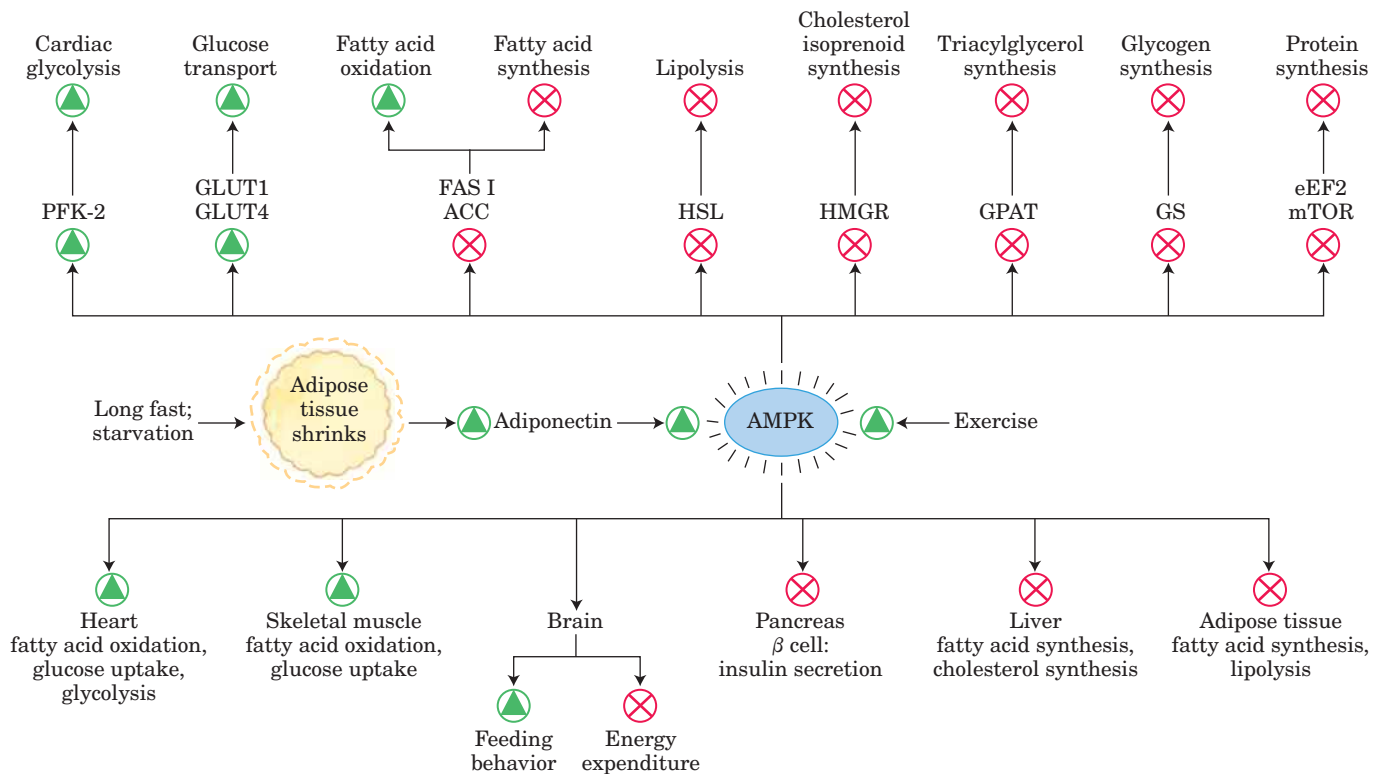 Cardiac
glycolysis
Glucose
transport
Fatty acid
oxidation
Fatty acid
synthesis
Lipolysis
Cholesterol
isoprenoid
synthesis
Triacylglycerol
synthesis
Glycogen
synthesis
Protein
synthesis
PFK-2
GLUT1
GLUT4
FAS I
ACC
HSL
HMGR
GPAT
GS
eEF2
mTOR
Long fast;
starvation
Adipose
tissue
shrinks
Adiponectin
AMPK
Exercise
Heart
fatty acid oxidation,
glucose uptake,
glycolysis
Skeletal muscle
fatty acid oxidation,
glucose uptake
Brain
Feeding
behavior
Energy
expenditure
Pancreas
β cell:
insulin secretion
Liver
fatty acid synthesis,
cholesterol synthesis
Adipose tissue
fatty acid synthesis,
lipolysis